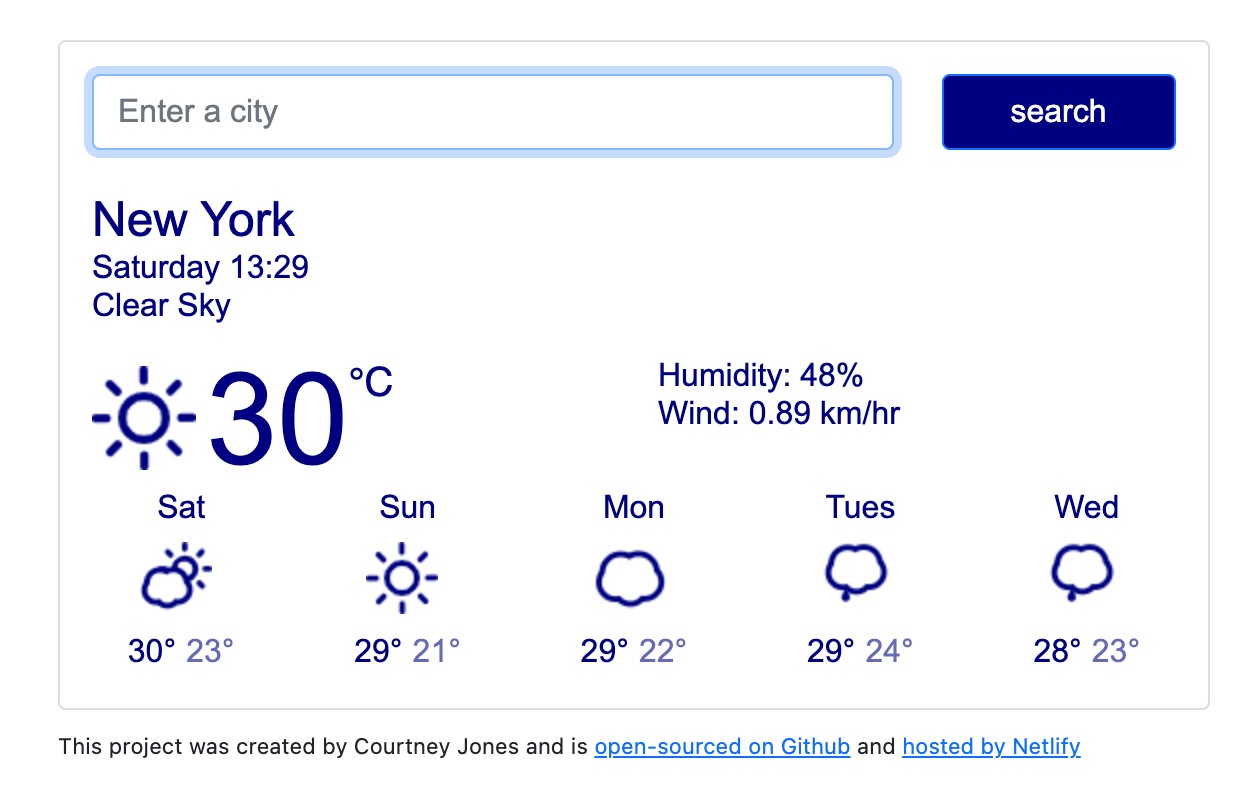 Enter a city
search
New York
Saturday 13:29
Clear Sky
30
°C
Humidity: 48%
Wind: 0.89 km/hr
Sat Sun Mon Tues Wed
30° 23° 29° 21° 29° 22° 29° 24° 28° 23°
This project was created by Courtney Jones and is open-sourced on Github and hosted by Netlify